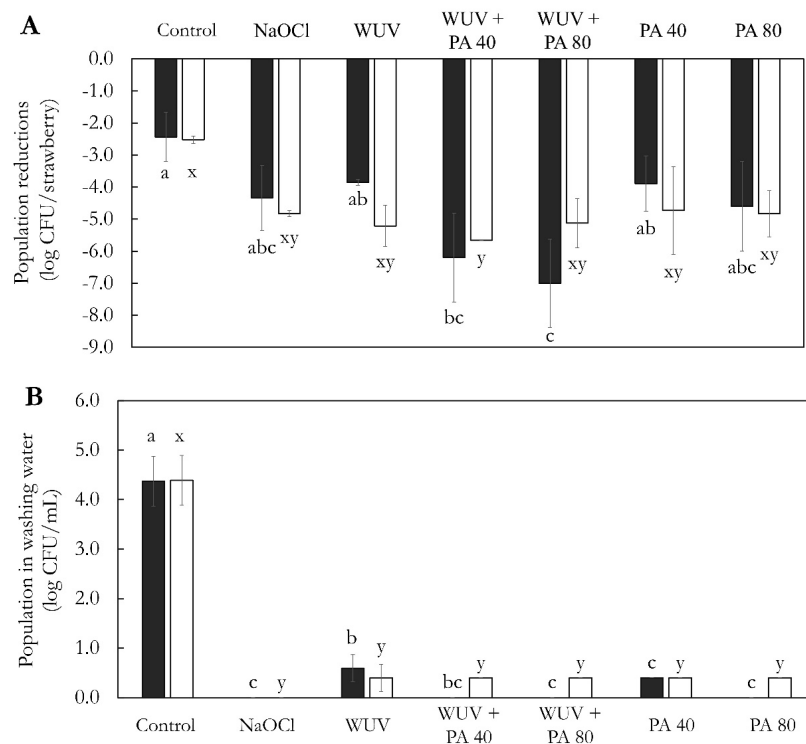 A
Control NaOCl WUV WUV + PA 40 WUV + PA 80 PA 40 PA 80
Population reductions
(log CFU/strawberry)
0.0
-1.0
-2.0
-3.0
-4.0
-5.0
-6.0
-7.0
-8.0
-9.0
a x abc xy ab xy bc y c xy ab xy abc xy
B
Population in washing water
(log CFU/mL)
6.0
5.0
4.0
3.0
2.0
1.0
0.0
a x c y b y bc y c y c y c y
Control NaOCl WUV WUV + PA 40 WUV + PA 80 PA 40 PA 80